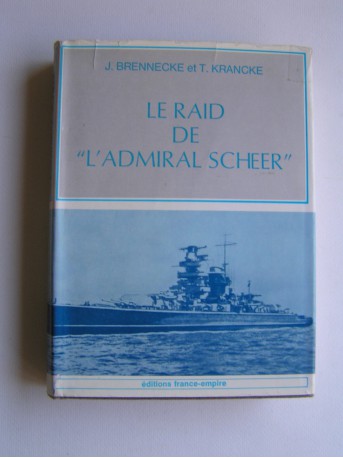 J. BRENNECKE et T. KRANCKE
LE RAID
DE
"L'ADMIRAL SCHEER"
éditions france-empire